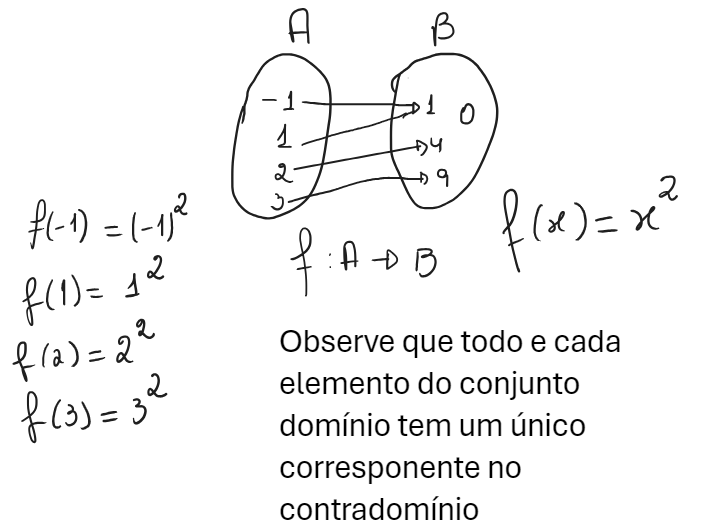 A B
-1 1 0
1
2 4
3 9
f(-1) = (-1)²
f(1) = 1²
f(2) = 2²
f(3) = 3²
f : A → B
f(x) = x²
Observe que todo e cada
elemento do conjunto
domínio tem um único
corresponente no
contradomínio